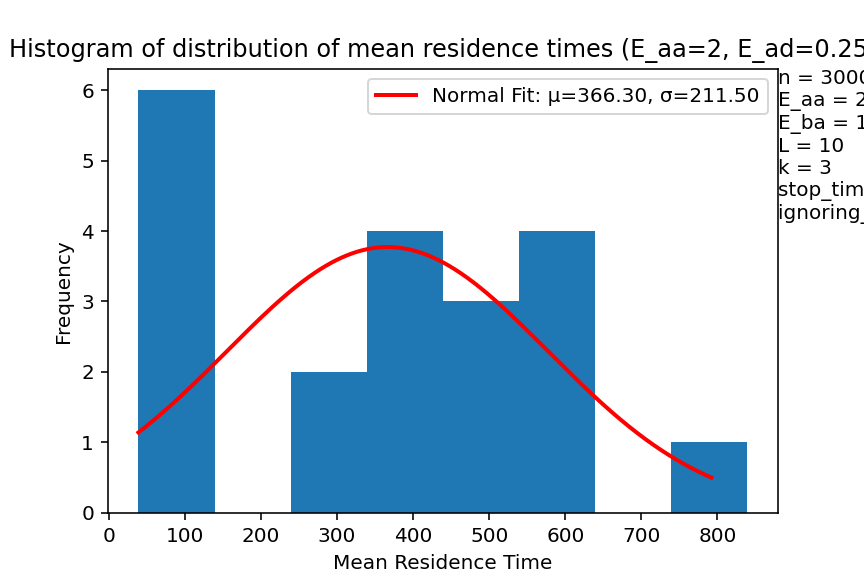 Histogram of distribution of mean residence times (E_aa=2, E_ad=0.25
n = 3000
E_aa = 2
E_ba = 1
L = 10
k = 3
stop_tim
ignoring_
Normal Fit: μ=366.30, σ=211.50
Frequency
6
5
4
3
2
1
0
0 100 200 300 400 500 600 700 800
Mean Residence Time